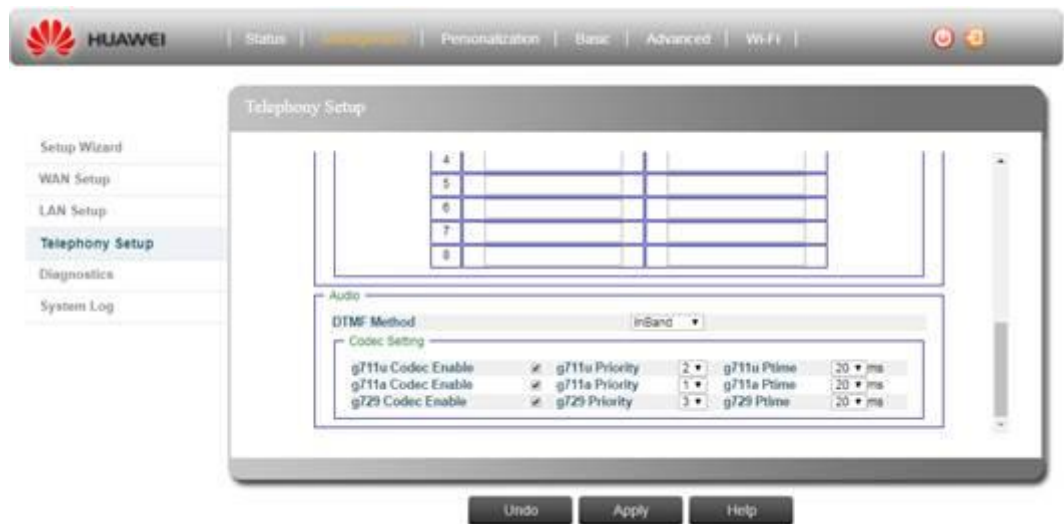 HUAWEI
Status | Management | Personalization | Basic | Advanced | Wi-Fi |
Telephony Setup
Setup Wizard
WAN Setup
LAN Setup
Telephony Setup
Diagnostics
System Log
4
5
6
7
8
Audio
DTMF Method InBand
Codec Setting
g711u Codec Enable g711u Priority 2 g711u Ptime 20 ms
g711a Codec Enable g711a Priority 1 g711a Ptime 20 ms
g729 Codec Enable g729 Priority 3 g729 Ptime 20 ms
Undo
Apply
Help